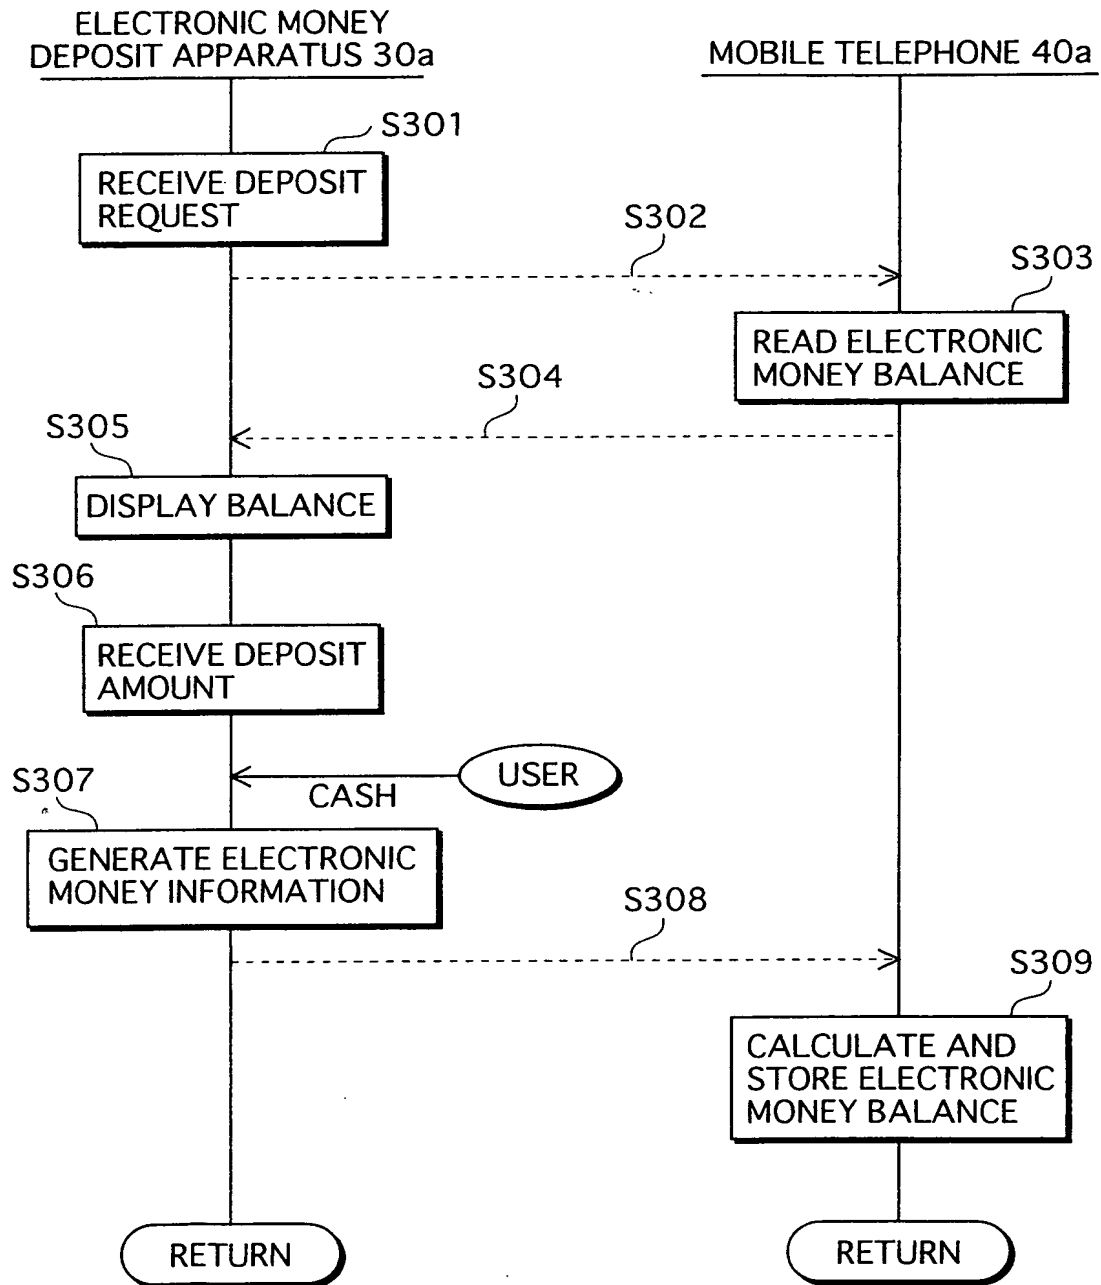 ELECTRONIC MONEY
DEPOSIT APPARATUS 30a
MOBILE TELEPHONE 40a
S301
RECEIVE DEPOSIT
REQUEST
S302
S303
READ ELECTRONIC
MONEY BALANCE
S304
S305
DISPLAY BALANCE
S306
RECEIVE DEPOSIT
AMOUNT
USER
CASH
S307
GENERATE ELECTRONIC
MONEY INFORMATION
S308
S309
CALCULATE AND
STORE ELECTRONIC
MONEY BALANCE
RETURN
RETURN